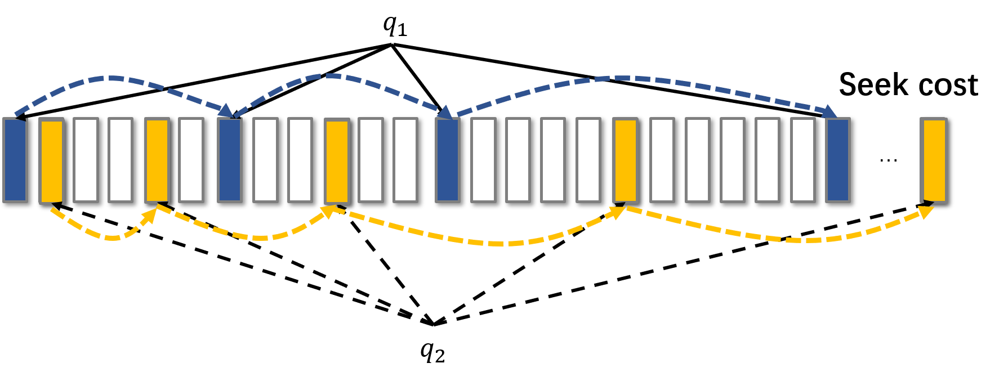 q₁
Seek cost
...
q₂